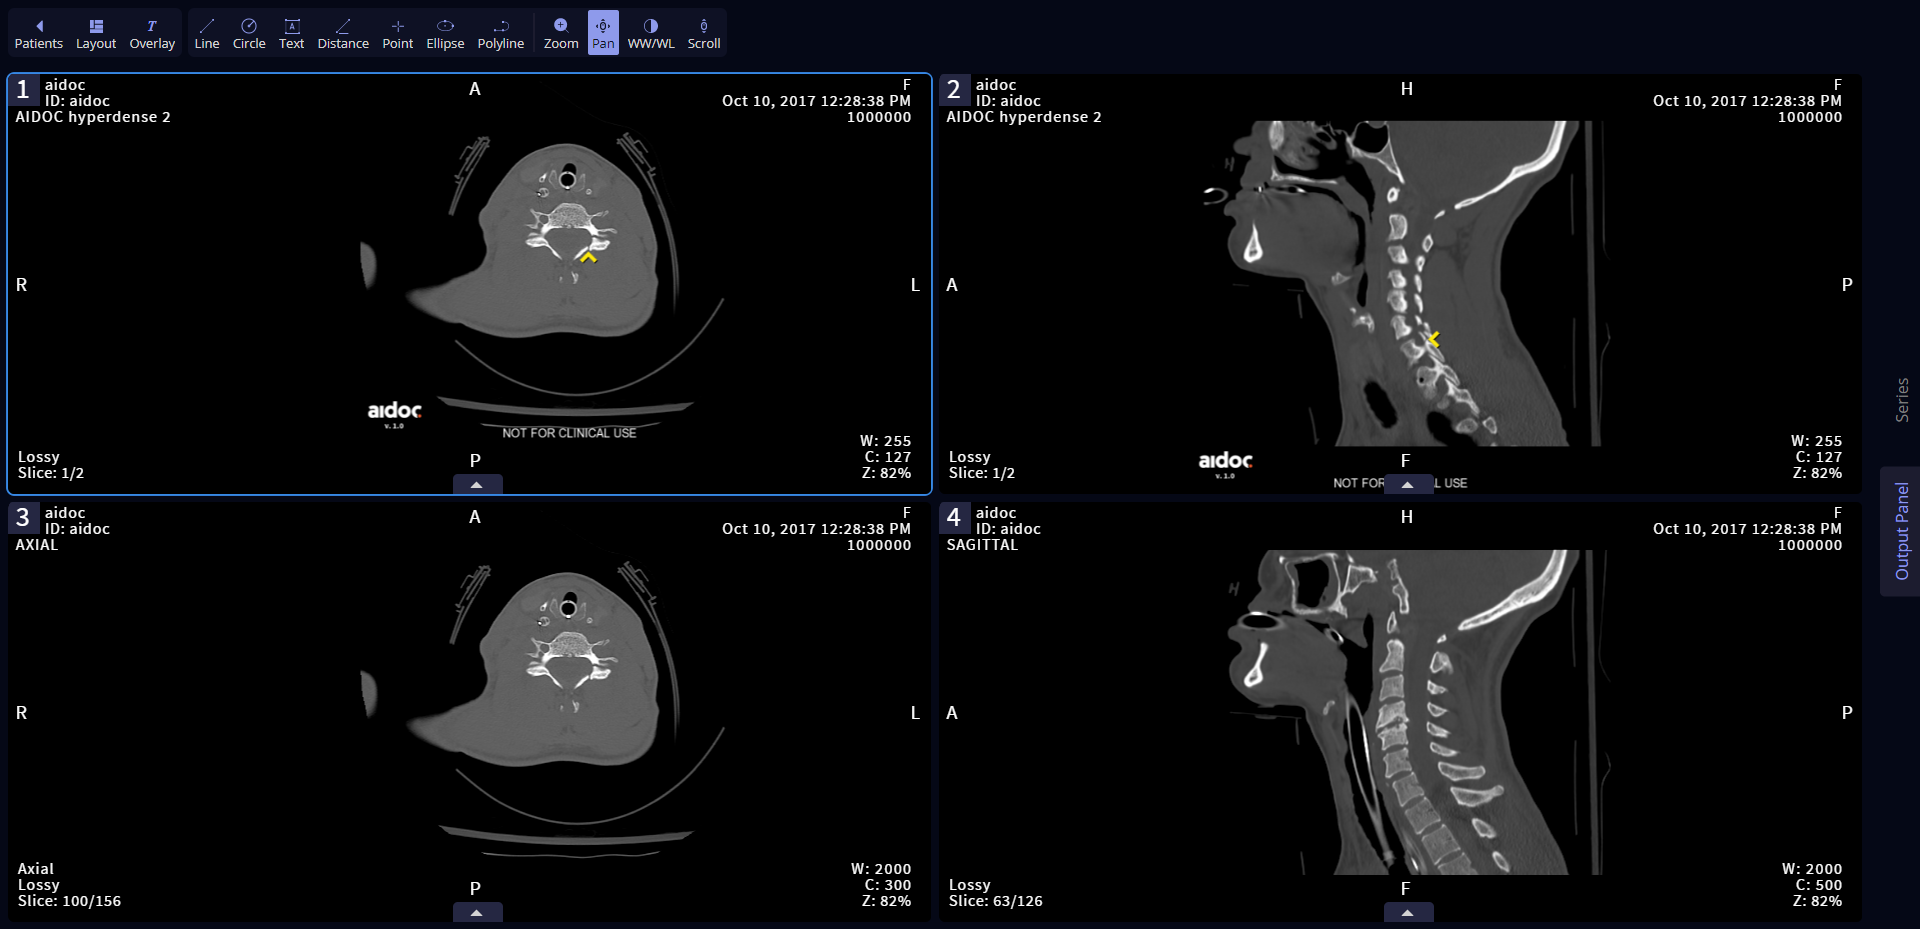 Patients Layout Overlay Line Circle Text Distance Point Ellipse Polyline Zoom Pan WW/WL Scroll
1
aidoc
ID: aidoc
AIDOC hyperdense 2
A
F
Oct 10, 2017 12:28:38 PM
1000000
R
L
aidoc.
v. 1.0
NOT FOR CLINICAL USE
Lossy
Slice: 1/2
P
W: 255
C: 127
Z: 82%
2
aidoc
ID: aidoc
AIDOC hyperdense 2
H
F
Oct 10, 2017 12:28:38 PM
1000000
H
A
P
aidoc.
v. 1.0
NOT FOR L USE
Lossy
Slice: 1/2
F
W: 255
C: 127
Z: 82%
3
aidoc
ID: aidoc
AXIAL
A
F
Oct 10, 2017 12:28:38 PM
1000000
R
L
Axial
Lossy
Slice: 100/156
P
W: 2000
C: 300
Z: 82%
4
aidoc
ID: aidoc
SAGITTAL
H
F
Oct 10, 2017 12:28:38 PM
1000000
H
A
P
Lossy
Slice: 63/126
F
W: 2000
C: 500
Z: 82%
Series
Output Panel